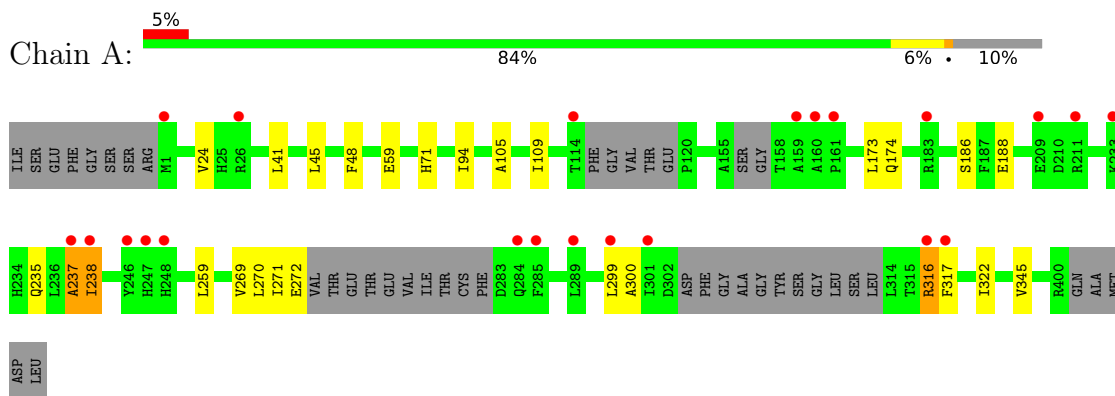 5%
Chain A:
84% 6% • 10%
ILE SER GLU PHE GLY SER SER ARG M1 V24 H25 R26 L41 L45 F48 E59 H71 I94 A105 I109 T114 PHE GLY VAL THR GLU P120 A155 SER GLY T158 A159 A160 P161 L173 Q174 R183 S186 F187 E188 E209 D210 R211 K233
H234 Q235 L236 A237 I238 Y246 H247 H248 L259 V269 L270 I271 E272 VAL THR GLU THR GLU VAL ILE THR CYS PHE D283 Q284 F285 L289 L299 A300 I301 D302 ASP PHE GLY ALA GLY TYR SER GLY LEU SER LEU L314 T315 R316 F317 I322 V345 R400 GLN ALA MET
ASP LEU